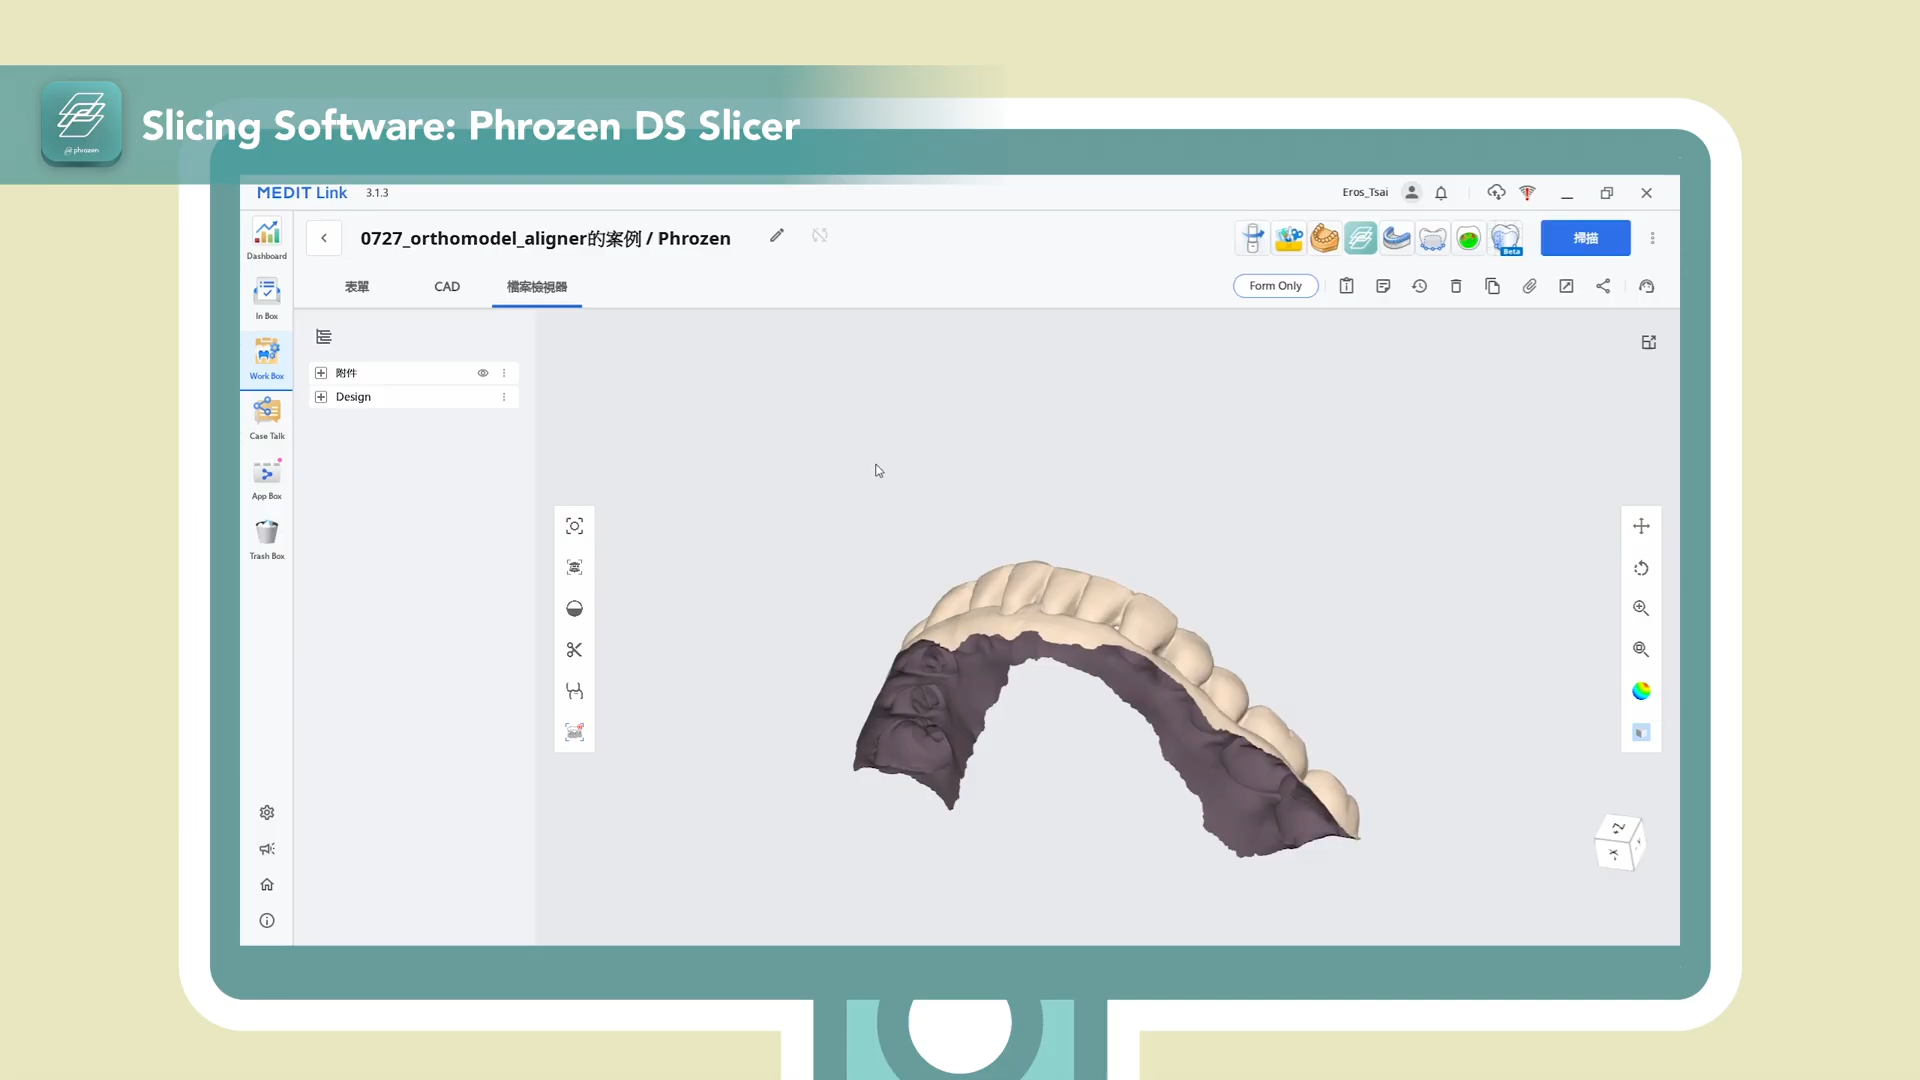 Slicing Software: Phrozen DS Slicer
phrozen
MEDIT Link 3.1.3
Eros_Tsai
Dashboard
0727_orthomodel_aligner的案例 / Phrozen
Beta
掃描
表單
CAD
檔案檢視器
Form Only
In Box
Work Box
附件
Design
Case Talk
App Box
Trash Box